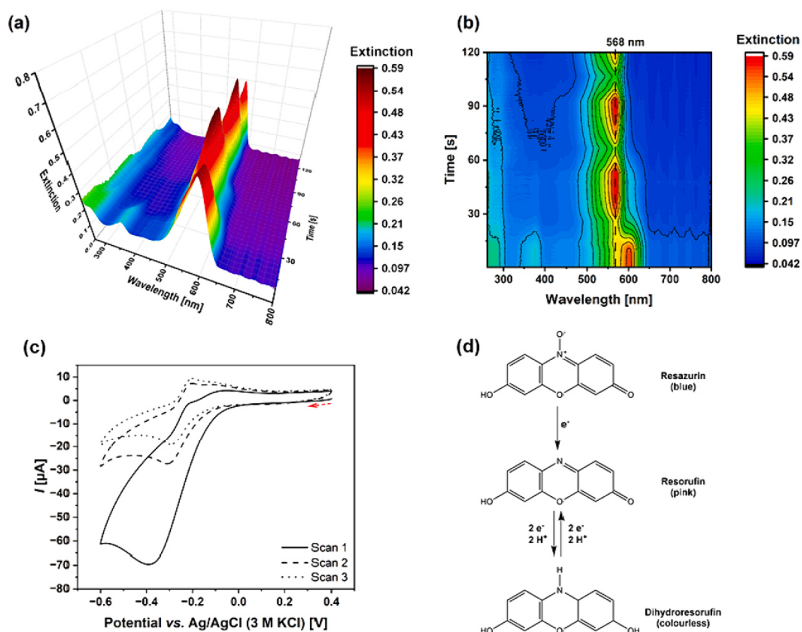 (a)
Extinction
0.59
0.54
0.48
0.43
0.37
0.32
0.26
0.21
0.15
0.097
0.042
0.8
0.7
0.6
0.5
0.4
0.3
0.2
0.1
0.0
Extinction
300
400
500
600
700
800
Wavelength [nm]
30
60
90
120
Time [s]
(b)
568 nm
Extinction
120
90
60
30
Time [s]
300
400
500
600
700
800
Wavelength [nm]
0.59
0.54
0.48
0.43
0.37
0.32
0.26
0.21
0.15
0.097
0.042
(c)
10
0
−10
−20
−30
−40
−50
−60
−70
−80
I [µA]
Scan 1
Scan 2
Scan 3
−0.6
−0.4
−0.2
0.0
0.2
0.4
Potential vs. Ag/AgCl (3 M KCl) [V]
(d)
O⁻
N⁺
HO
O
O
Resazurin
(blue)
e⁻
N
HO
O
O
Resorufin
(pink)
2 e⁻
2 H⁺
2 e⁻
2 H⁺
H
N
HO
O
OH
Dihydroresorufin
(colourless)